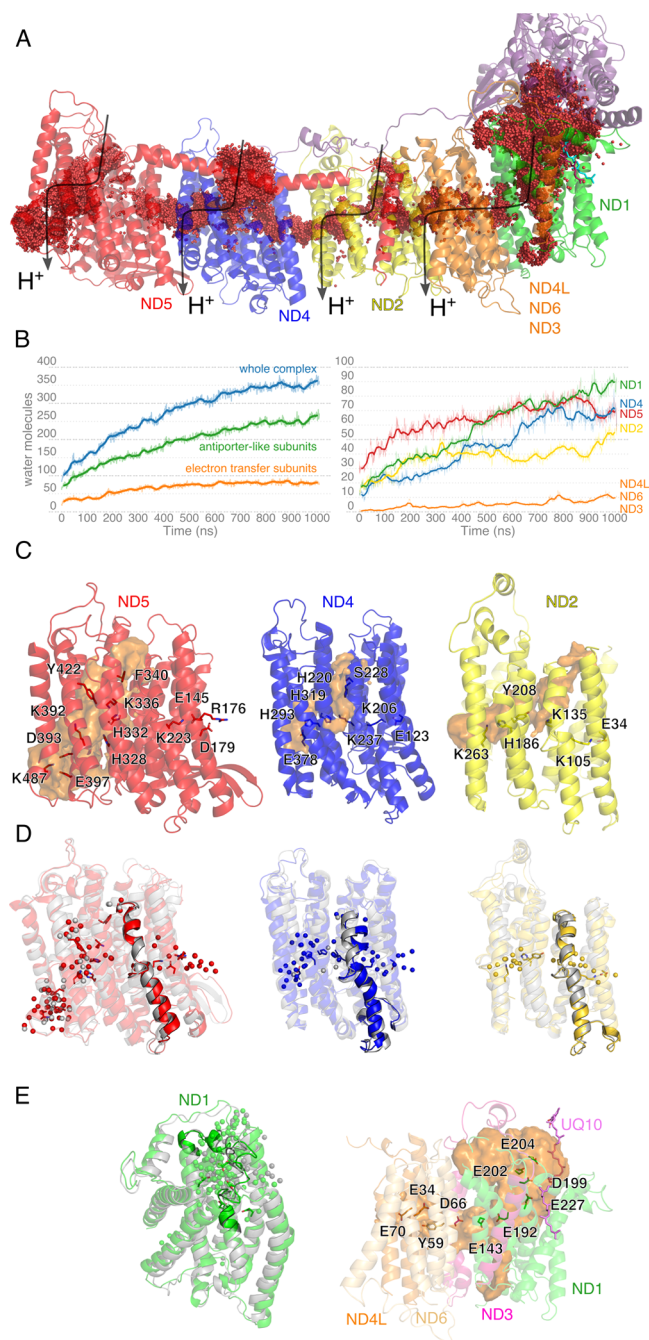 A
ND1
H+
H+
H+
H+
ND5
ND4
ND2
ND4L
ND6
ND3
B
water molecules
400
350
300
250
200
150
100
50
0
whole complex
antiporter-like subunits
electron transfer subunits
0 100 200 300 400 500 600 700 800 900 1000
Time (ns)
100
90
80
70
60
50
40
30
20
10
0
ND1
ND4
ND5
ND2
ND4L
ND6
ND3
0 100 200 300 400 500 600 700 800 900 1000
Time (ns)
C
ND5
Y422
F340
K392
K336
E145
R176
D393
H332
K223
D179
K487
H328
E397
ND4
H220
S228
H319
H293
K206
K237
E123
E378
ND2
Y208
K135
E34
K263
H186
K105
D
E
ND1
UQ10
E204
E202
E34
D66
D199
E227
E70
Y59
E192
E143
ND1
ND4L
ND6
ND3